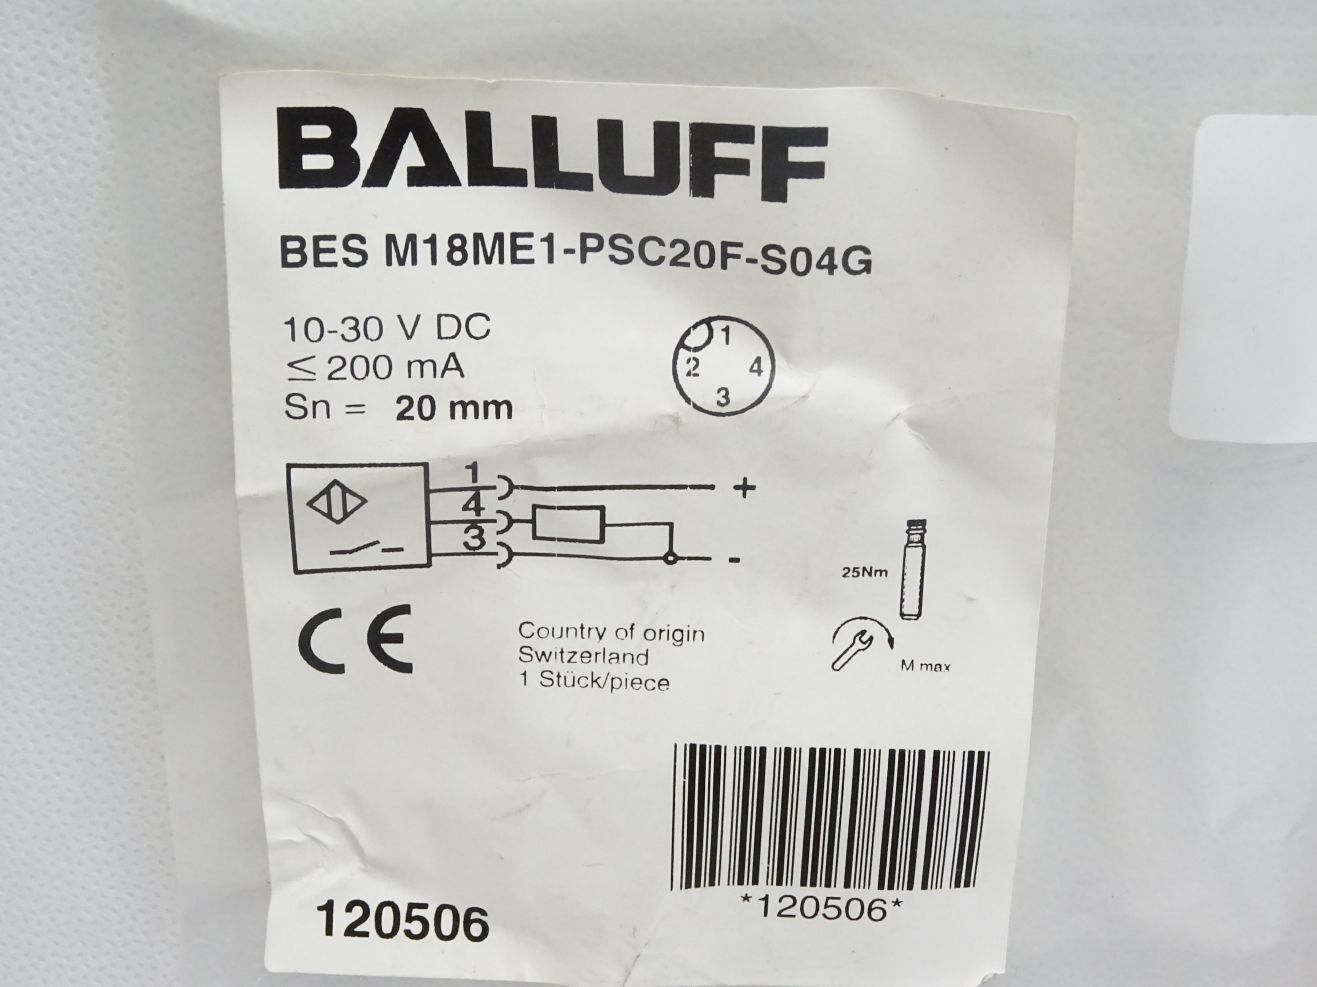 BALLUFF
BES M18ME1-PSC20F-S04G
10-30 V DC
≤ 200 mA
Sn = 20 mm
1
2 4
3
1
+
4
3
-
25Nm
M max
CE
Country of origin
Switzerland
1 Stück/piece
*120506*
120506